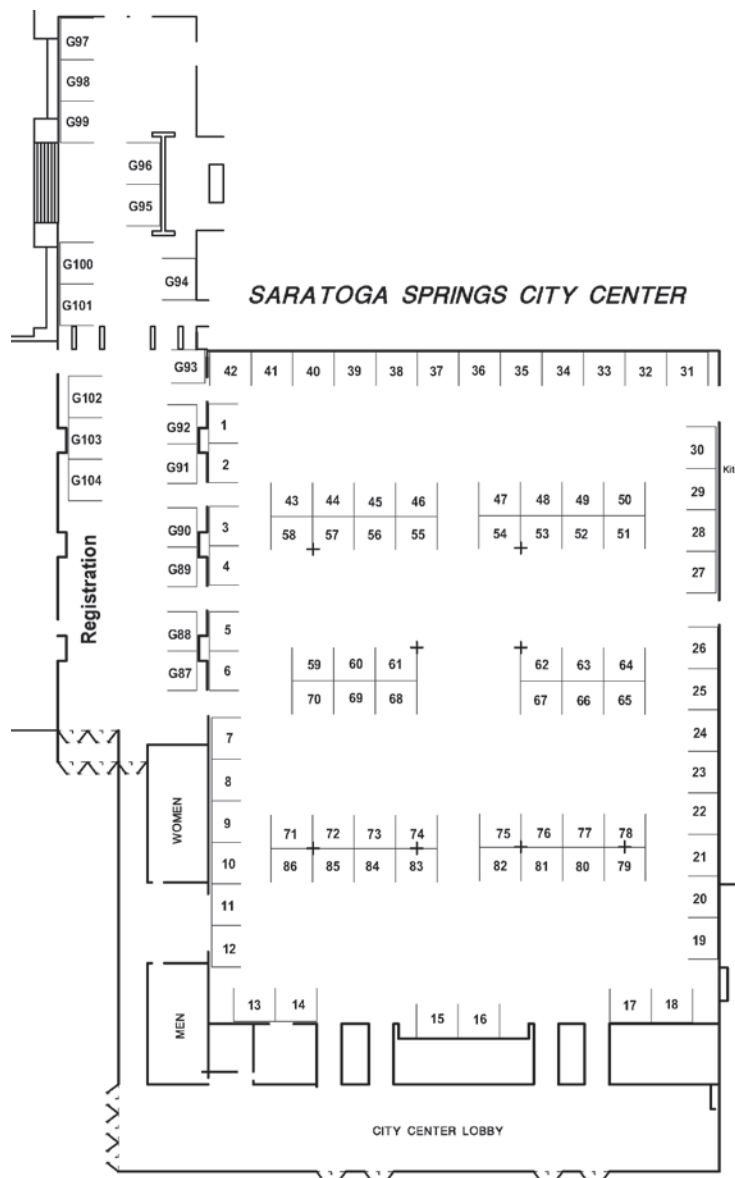 G97
G98
G99
G96
G95
G100
G94
G101
SARATOGA SPRINGS CITY CENTER
G93 42 41 40 39 38 37 36 35 34 33 32 31
G102
G92 1
G103
G91 2
G104
30
Kit
29
28
27
43 44 45 46 47 48 49 50
58 57 56 55 54 53 52 51
G90 3
G89 4
Registration
G88 5
G87 6
59 60 61 62 63 64
70 69 68 67 66 65
26
25
24
23
22
21
20
19
7
8
9
10
11
12
WOMEN
71 72 73 74 75 76 77 78
86 85 84 83 82 81 80 79
MEN
13 14 15 16 17 18
CITY CENTER LOBBY